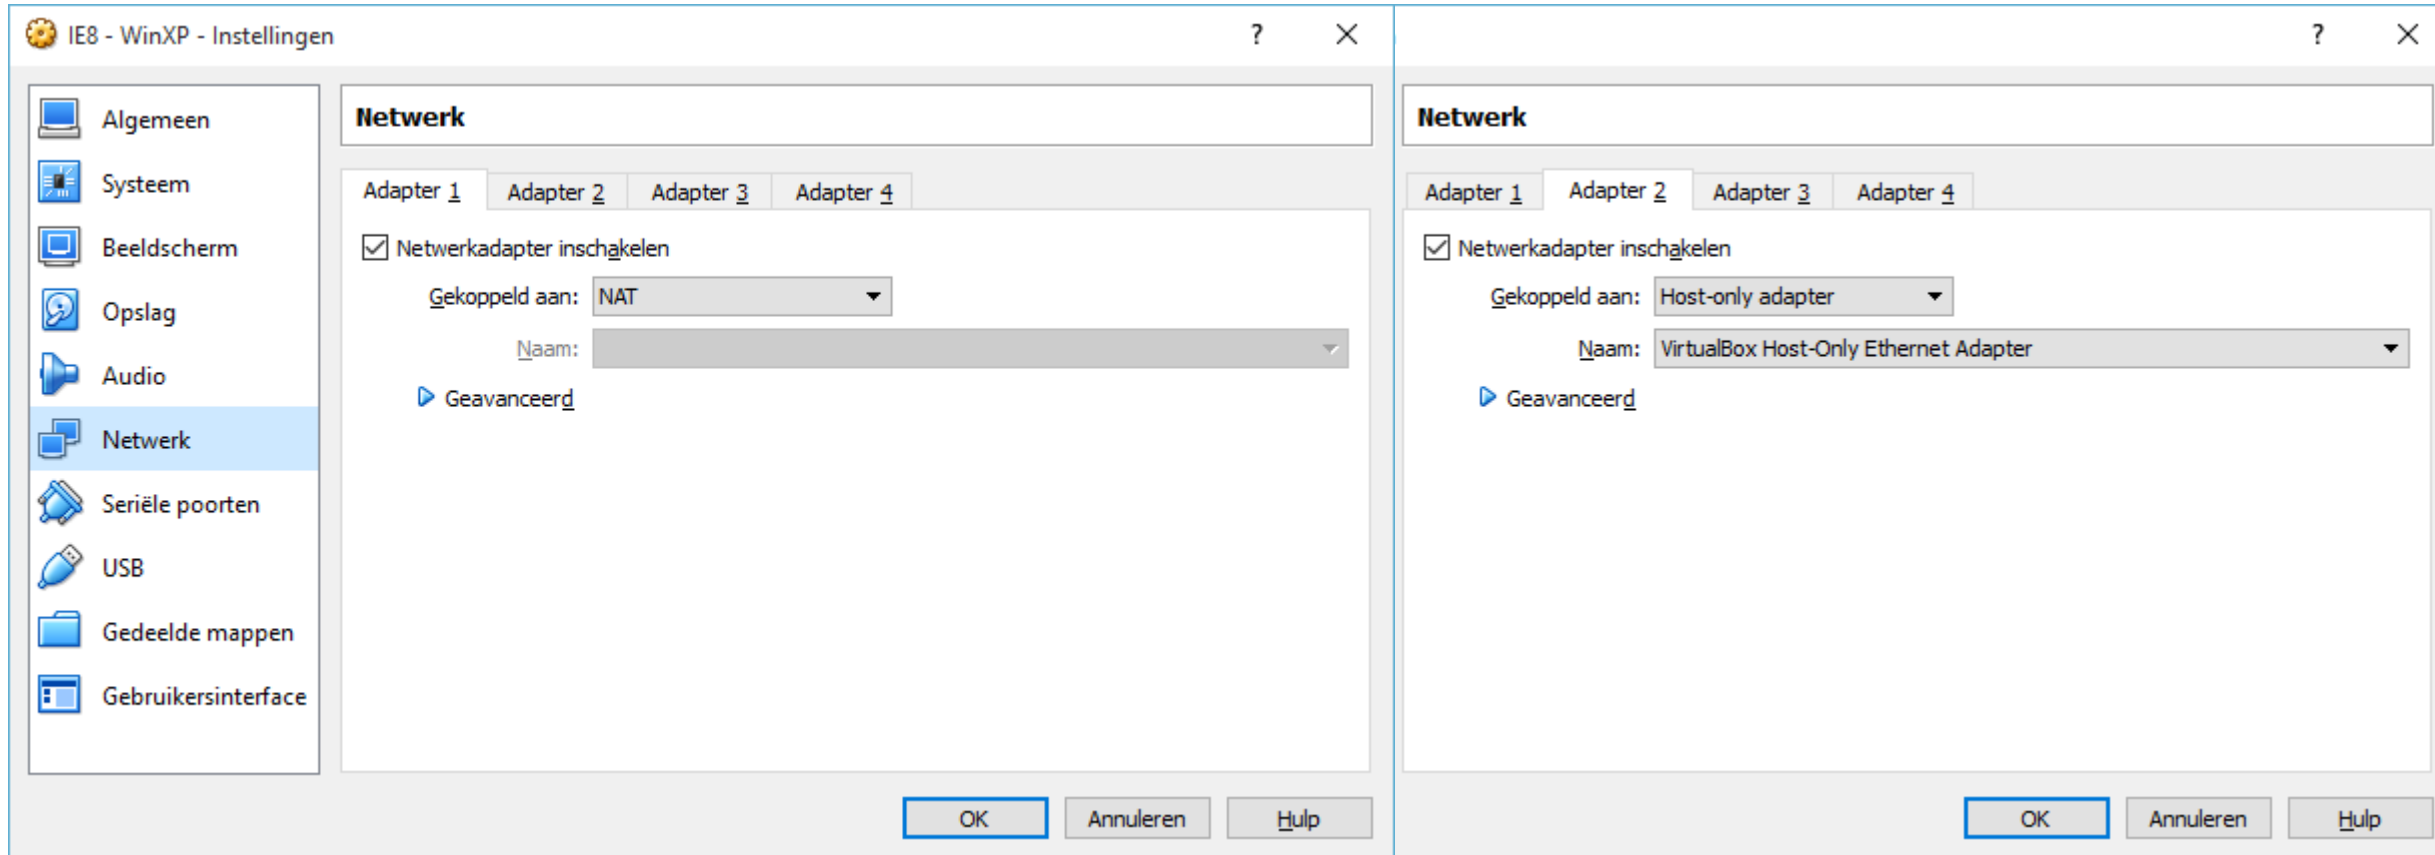 IE8 - WinXP - Instellingen
?
Algemeen
Systeem
Beeldscherm
Opslag
Audio
Netwerk
Seriële poorten
USB
Gedeelde mappen
Gebruikersinterface
Netwerk
Adapter 1 Adapter 2 Adapter 3 Adapter 4
Netwerkadapter inschakelen
Gekoppeld aan: NAT
Naam:
Geavanceerd
OK Annuleren Hulp
?
Netwerk
Adapter 1 Adapter 2 Adapter 3 Adapter 4
Netwerkadapter inschakelen
Gekoppeld aan: Host-only adapter
Naam: VirtualBox Host-Only Ethernet Adapter
Geavanceerd
OK Annuleren Hulp